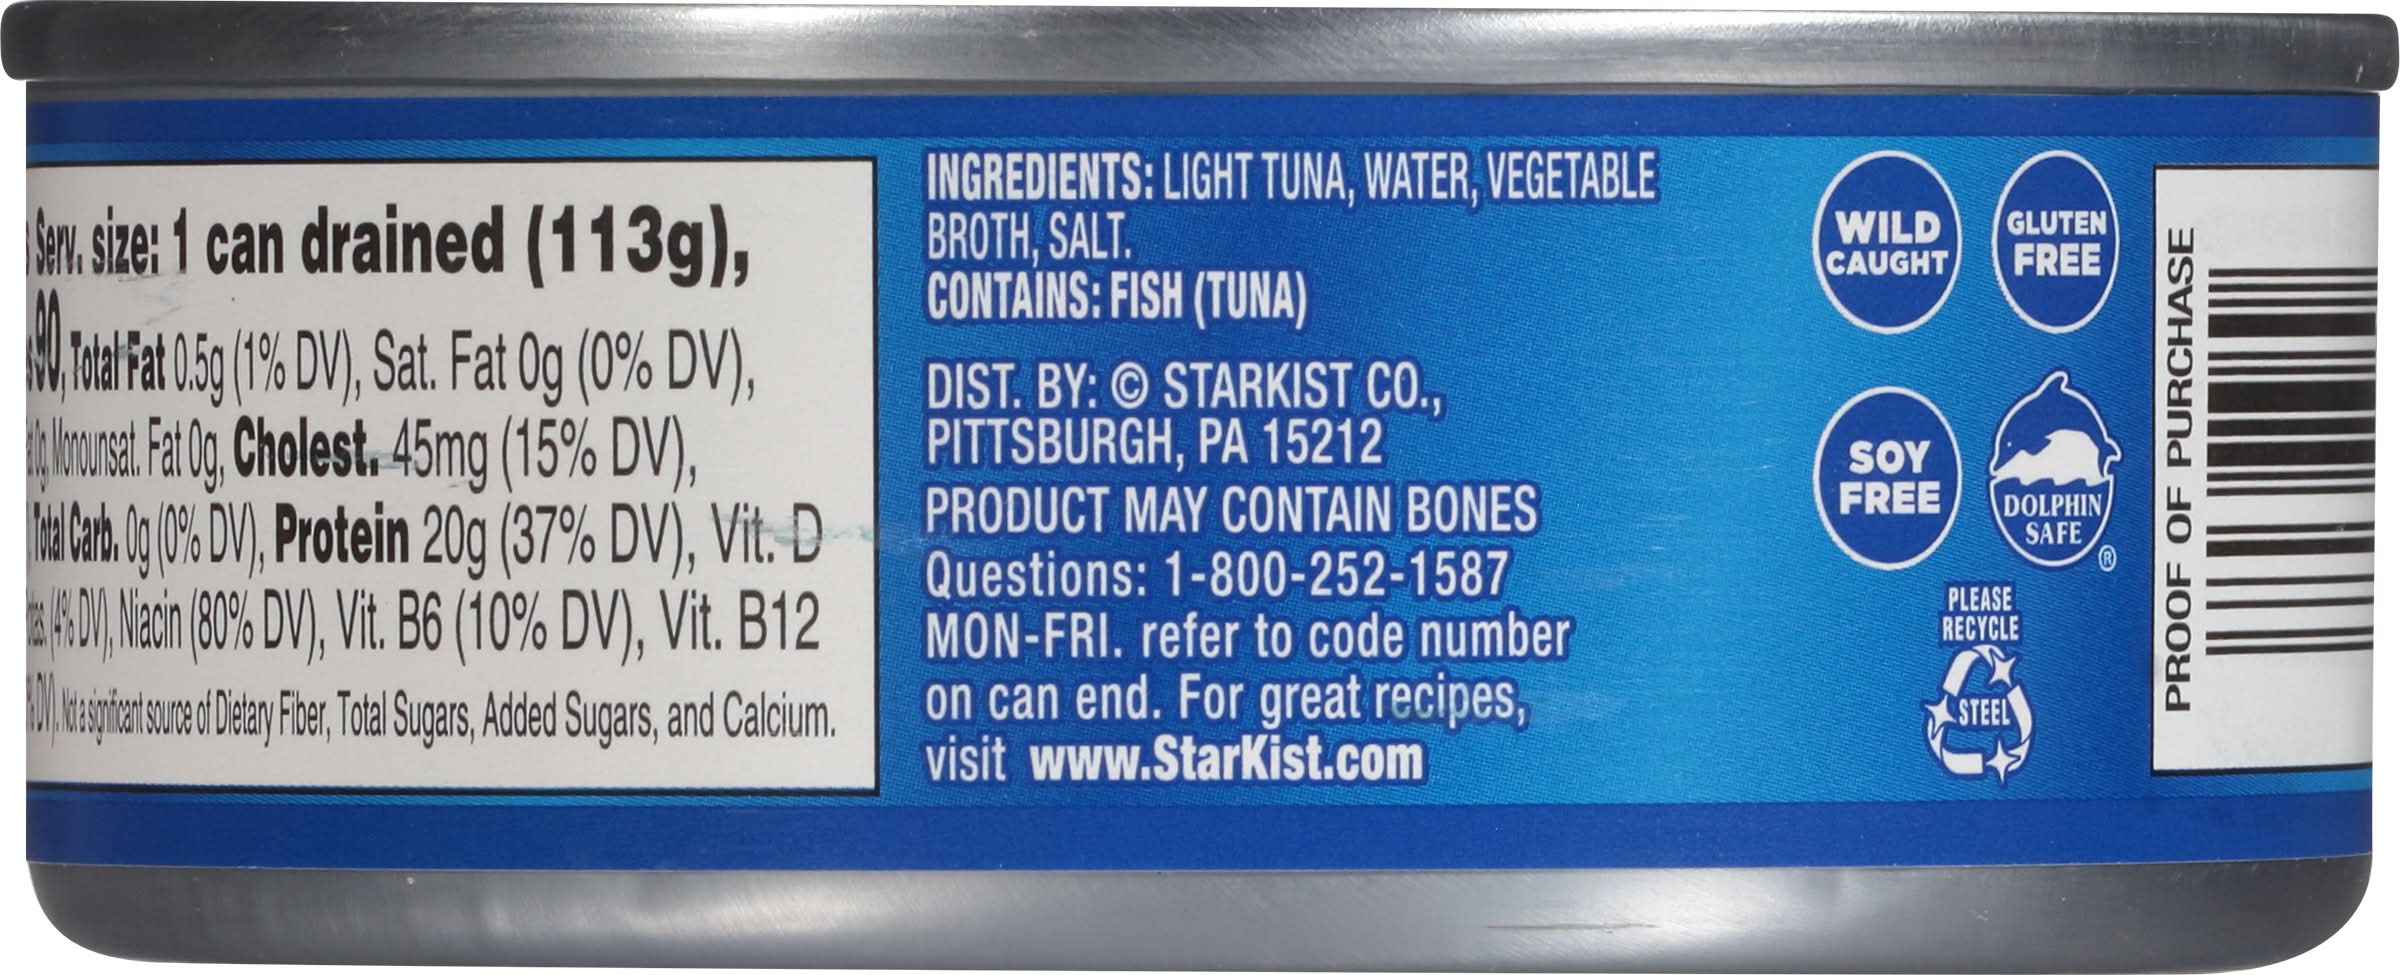 Serv. size: 1 can drained (113g),
90, Total Fat 0.5g (1% DV), Sat. Fat 0g (0% DV),
0g, Monounsat. Fat 0g, Cholest. 45mg (15% DV),
Total Carb. 0g (0% DV), Protein 20g (37% DV), Vit. D
(4% DV), Niacin (80% DV), Vit. B6 (10% DV), Vit. B12
DV). Not a significant source of Dietary Fiber, Total Sugars, Added Sugars, and Calcium.
INGREDIENTS: LIGHT TUNA, WATER, VEGETABLE
BROTH, SALT.
CONTAINS: FISH (TUNA)
DIST. BY: © STARKIST CO.,
PITTSBURGH, PA 15212
PRODUCT MAY CONTAIN BONES
Questions: 1-800-252-1587
MON-FRI. refer to code number
on can end. For great recipes,
visit www.StarKist.com
WILD
CAUGHT
GLUTEN
FREE
SOY
FREE
DOLPHIN
SAFE
®
PLEASE
RECYCLE
STEEL
PROOF OF PURCHASE